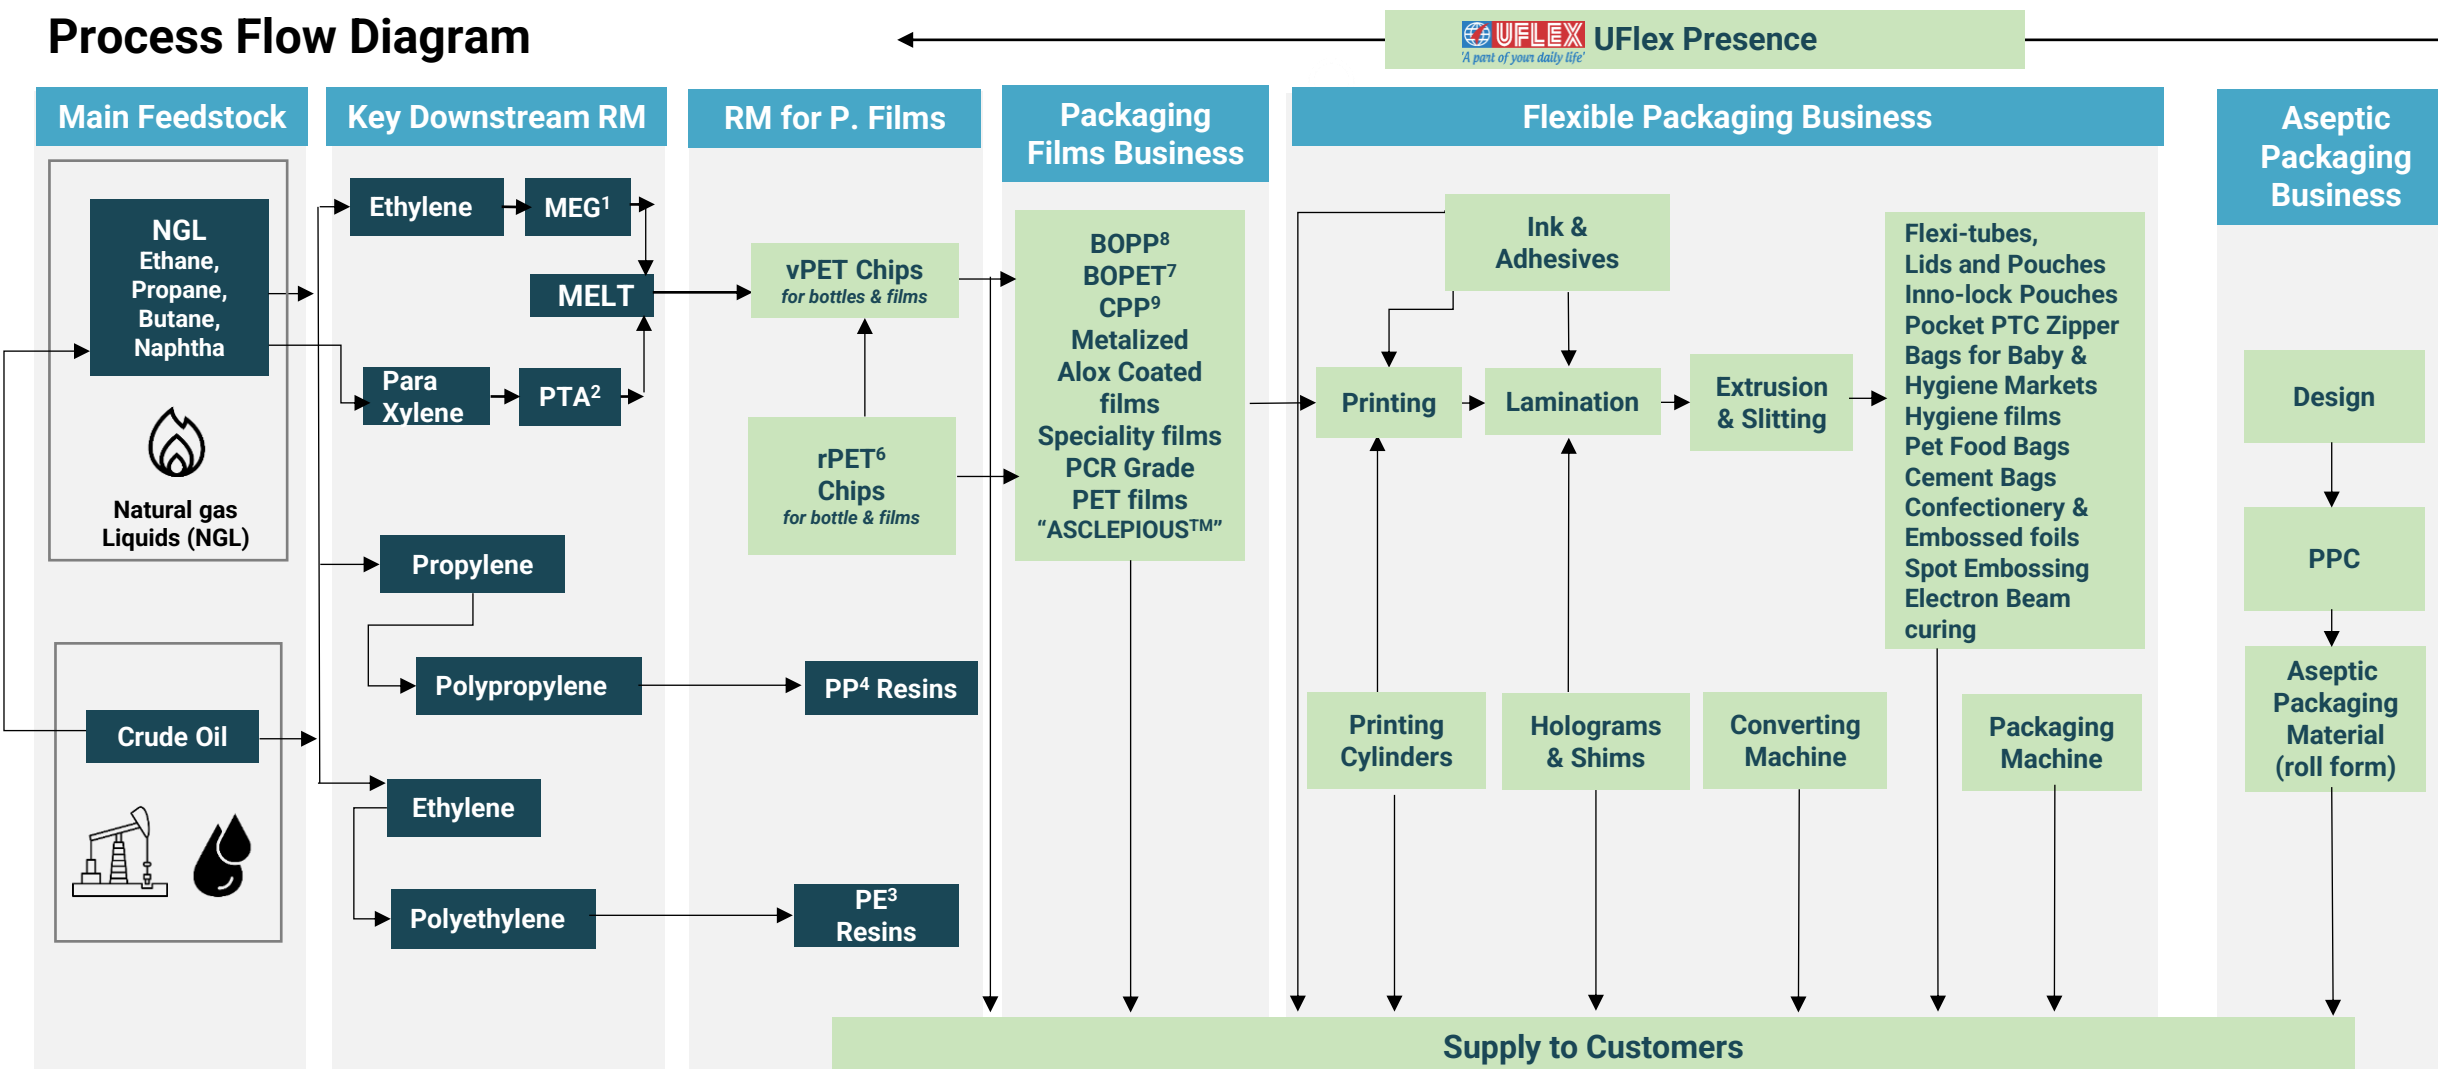 Process Flow Diagram
UFLEX
'A part of your daily life'
UFlex Presence
Main Feedstock
Key Downstream RM
RM for P. Films
Packaging
Films Business
Flexible Packaging Business
Aseptic
Packaging
Business
NGL
Ethane,
Propane,
Butane,
Naphtha
Natural gas
Liquids (NGL)
Crude Oil
Ethylene
MEG¹
MELT
Para
Xylene
PTA²
Propylene
Polypropylene
Ethylene
Polyethylene
vPET Chips
for bottles & films
rPET⁶
Chips
for bottle & films
PP⁴ Resins
PE³
Resins
BOPP⁸
BOPET⁷
CPP⁹
Metalized
Alox Coated
films
Speciality films
PCR Grade
PET films
“ASCLEPIOUS™”
Ink &
Adhesives
Printing
Lamination
Extrusion
& Slitting
Flexi-tubes,
Lids and Pouches
Inno-lock Pouches
Pocket PTC Zipper
Bags for Baby &
Hygiene Markets
Hygiene films
Pet Food Bags
Cement Bags
Confectionery &
Embossed foils
Spot Embossing
Electron Beam
curing
Printing
Cylinders
Holograms
& Shims
Converting
Machine
Packaging
Machine
Design
PPC
Aseptic
Packaging
Material
(roll form)
Supply to Customers